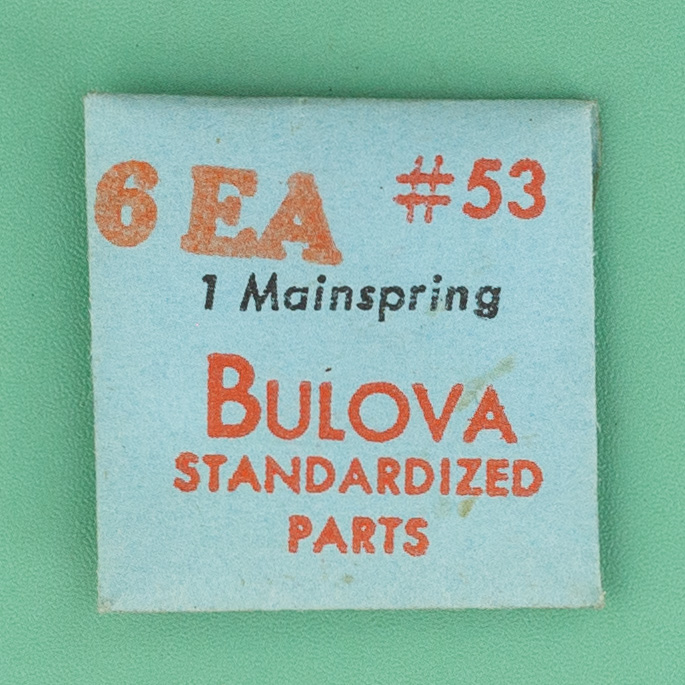 6 EA #53
1 Mainspring
BULOVA
STANDARDIZED
PARTS